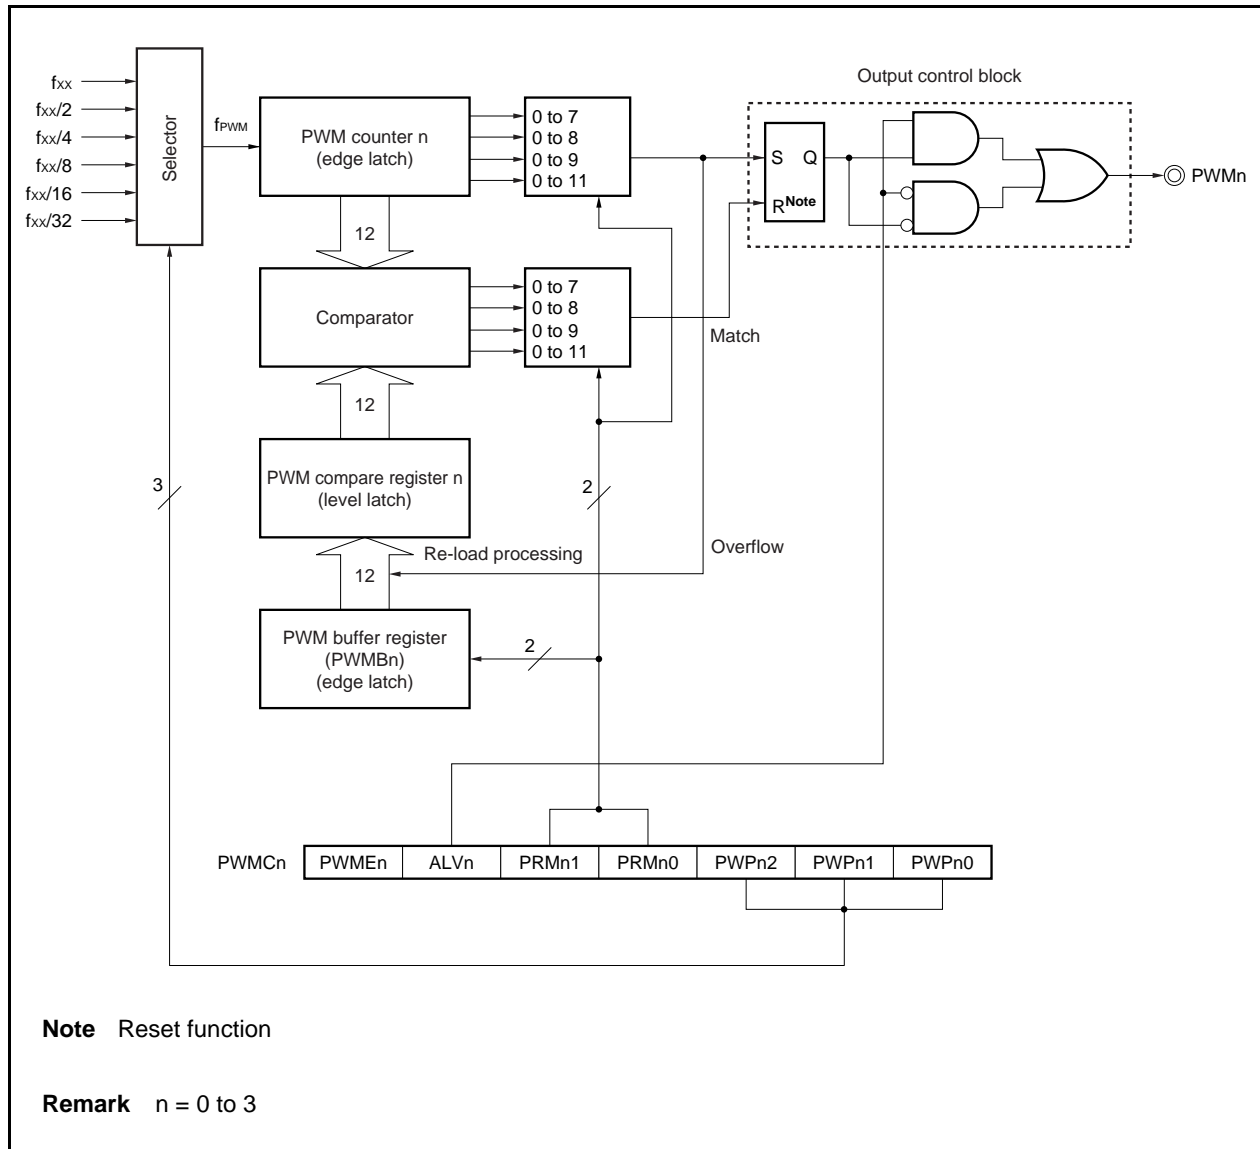 Output control block
fxx
fxx/2
fxx/4
fxx/8
fxx/16
fxx/32
Selector
fPWM
PWM counter n
(edge latch)
0 to 7
0 to 8
0 to 9
0 to 11
S Q
RNote
PWMn
12
Comparator
0 to 7
0 to 8
0 to 9
0 to 11
Match
12
PWM compare register n
(level latch)
3
2
Re-load processing
Overflow
12
PWM buffer register
(PWMBn)
(edge latch)
2
PWMCn PWMEn ALVn PRMn1 PRMn0 PWPn2 PWPn1 PWPn0
Note Reset function
Remark n = 0 to 3